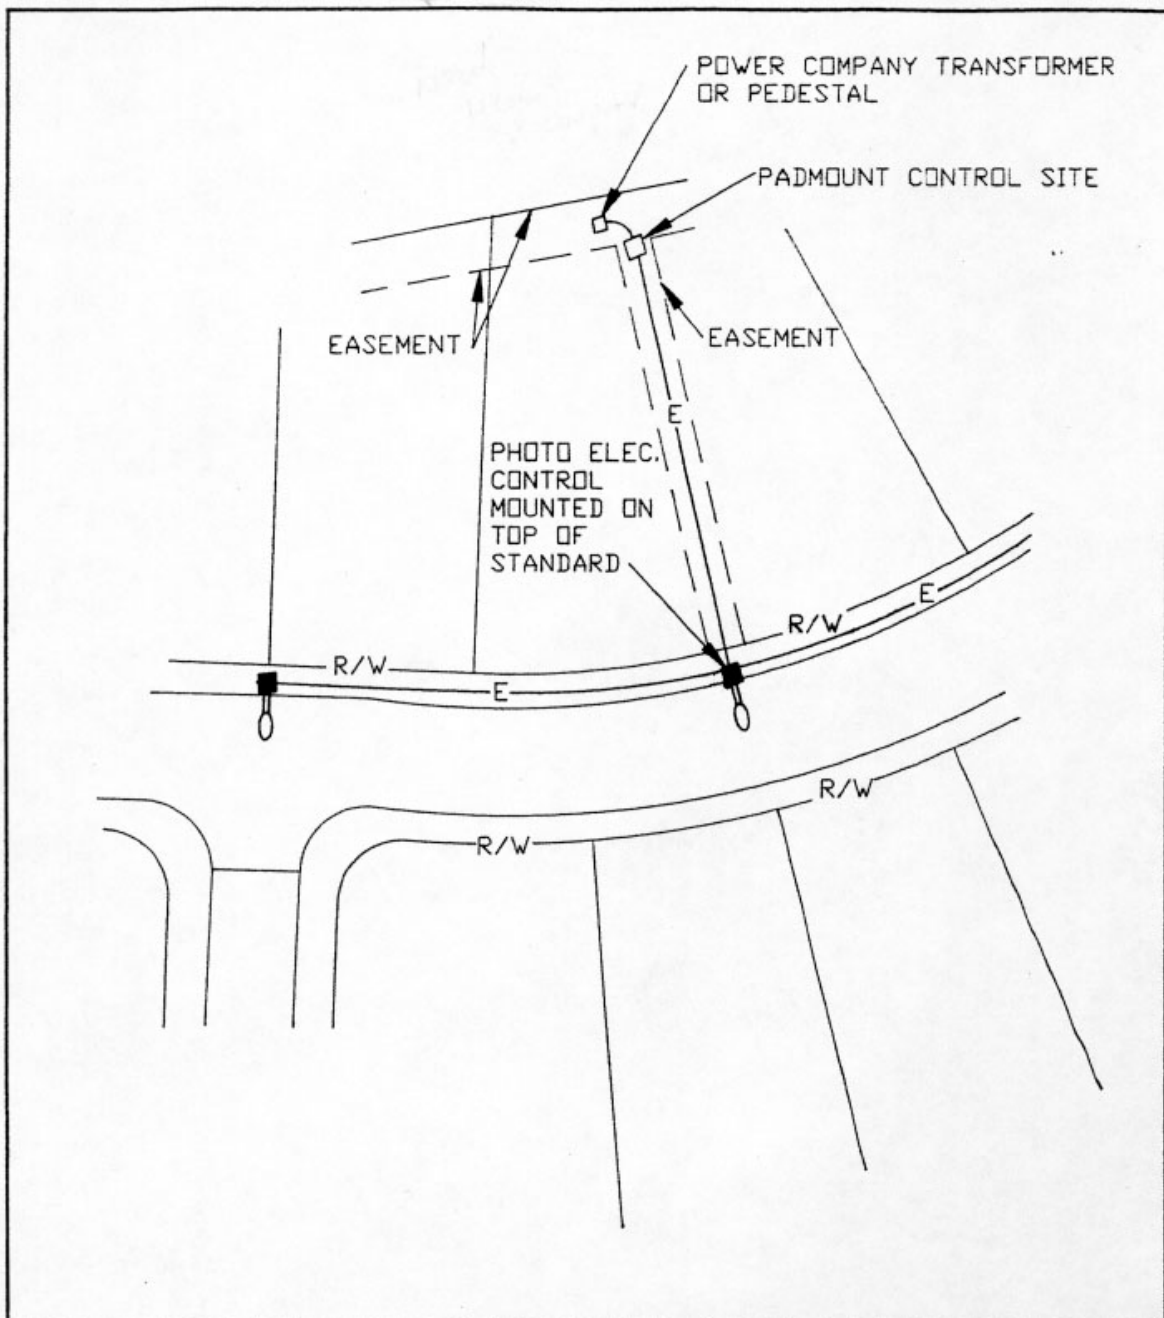 POWER COMPANY TRANSFORMER
OR PEDESTAL
PADMOUNT CONTROL SITE
EASEMENT
EASEMENT
E
PHOTO ELEC.
CONTROL
MOUNTED ON
TOP OF
STANDARD
E
R/W
R/W
E
R/W
R/W